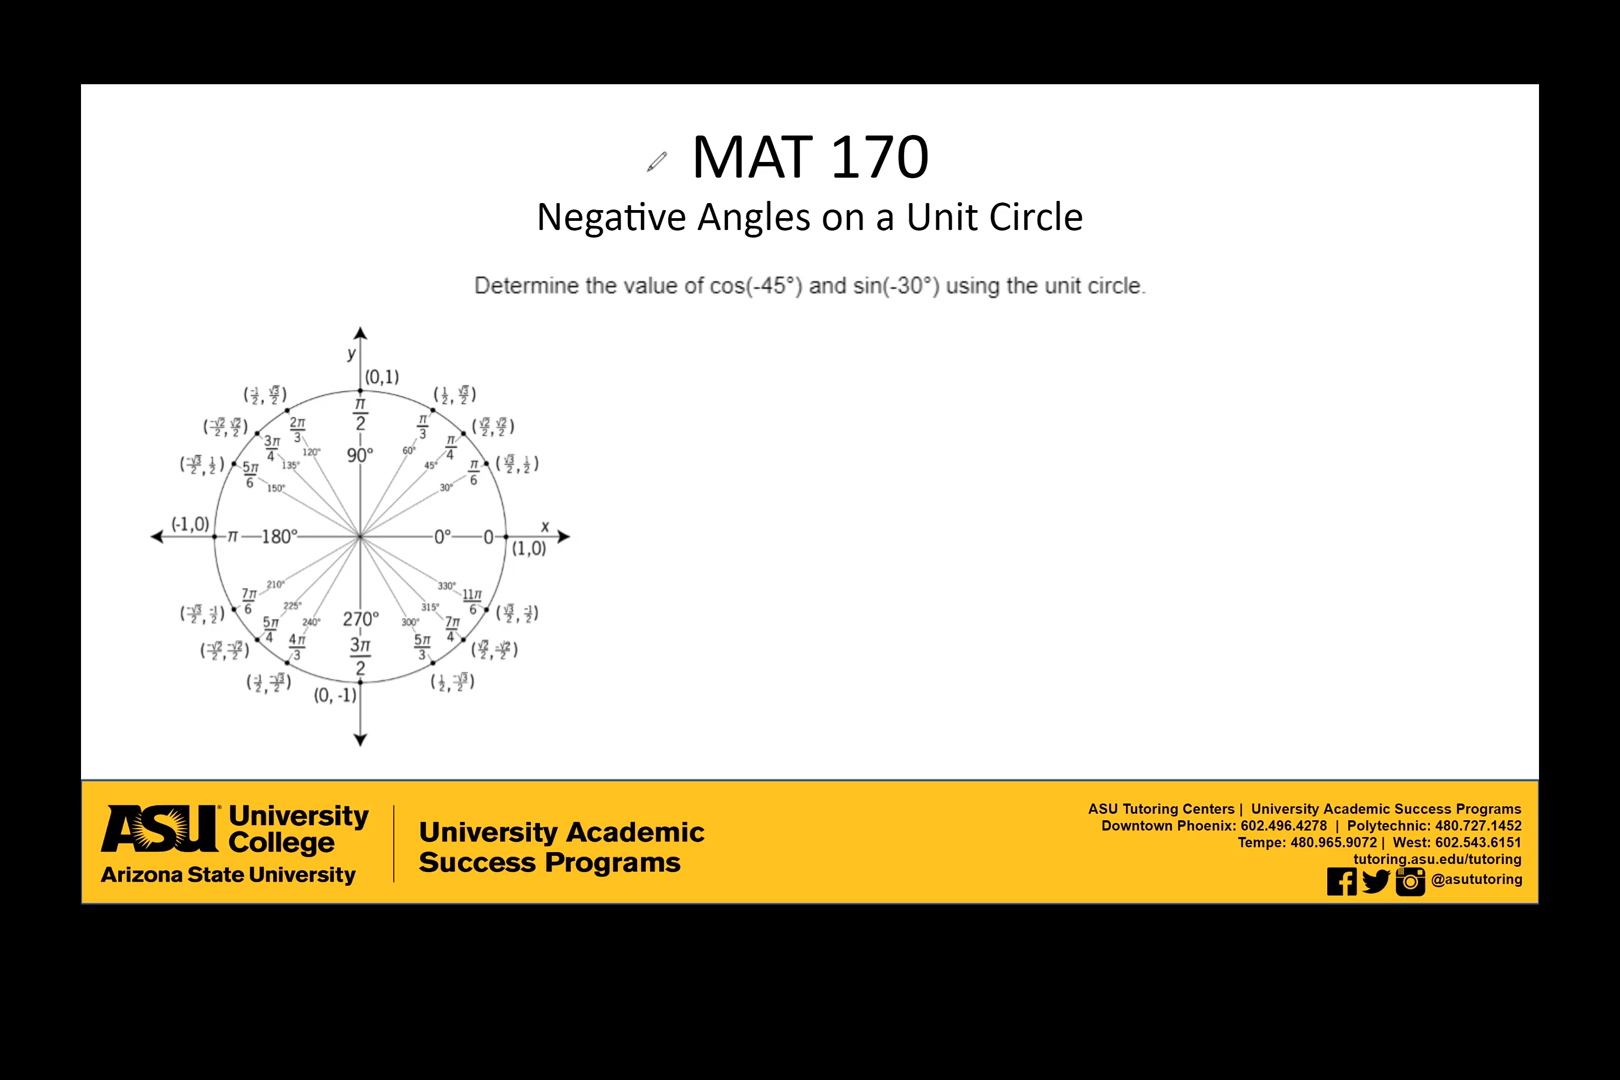 MAT 170
Negative Angles on a Unit Circle
Determine the value of cos(-45°) and sin(-30°) using the unit circle.
y
(0,1)
(-1/2, √3/2)
(1/2, √3/2)
(-√2/2, √2/2)
2π/3
π/2
π/3
(√2/2, √2/2)
3π/4
120°
90°
60°
π/4
(-√3/2, 1/2)
5π/6
135°
45°
π/6
(√3/2, 1/2)
150°
30°
(-1,0)
x
π
180°
0°
0
(1,0)
210°
330°
7π/6
11π/6
(-√3/2, -1/2)
225°
315°
(√3/2, -1/2)
5π/4
240°
270°
300°
7π/4
(-√2/2, -√2/2)
4π/3
3π/2
5π/3
(√2/2, -√2/2)
(-1/2, -√3/2)
(0, -1)
(1/2, -√3/2)
ASU University
College
Arizona State University
University Academic
Success Programs
ASU Tutoring Centers | University Academic Success Programs
Downtown Phoenix: 602.496.4278 | Polytechnic: 480.727.1452
Tempe: 480.965.9072 | West: 602.543.6151
tutoring.asu.edu/tutoring
@asututoring